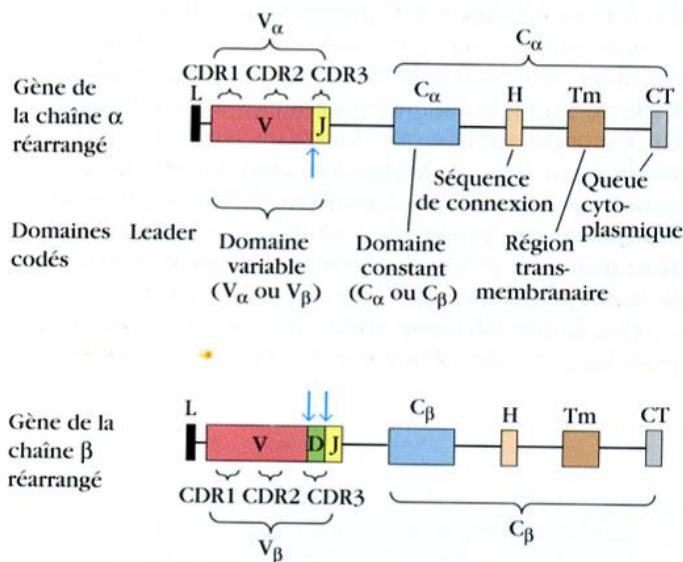 Vα
Cα
CDR1 CDR2 CDR3
Gène de
la chaîne α
réarrangé
L
V
J
Cα
H
Tm
CT
Séquence
de connexion
Queue
cyto-
plasmique
Domaines
codés
Leader
Domaine
variable
(Vα ou Vβ)
Domaine
constant
(Cα ou Cβ)
Région
trans-
membranaire
Gène de la
chaîne β
réarrangé
L
V
D
J
Cβ
H
Tm
CT
CDR1 CDR2 CDR3
Vβ
Cβ